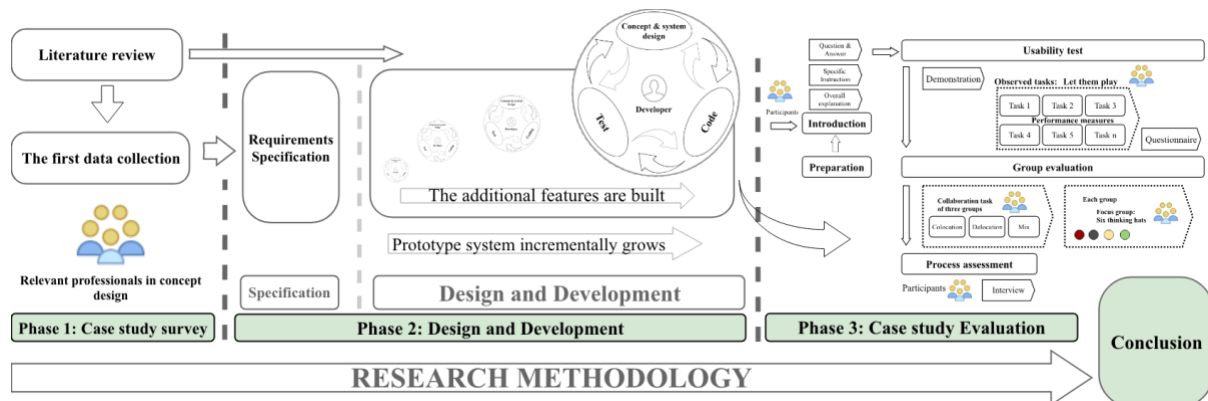 Literature review
The first data collection
Relevant professionals in concept
design
Phase 1: Case study survey
Requirements
Specification
Specification
Concept & system
design
Developer
Test
Code
The additional features are built
Prototype system incrementally grows
Design and Development
Phase 2: Design and Development
Question &
Answer
Specific
Instruction
Overall
explanation
Participants
Introduction
Preparation
Usability test
Demonstration
Observed tasks: Let them play
Task 1
Task 2
Task 3
Performance measures
Task 4
Task 5
Task n
Questionnaire
Group evaluation
Collaboration task
of three groups
Colocation
Delocation
Mix
Each group
Focus group:
Six thinking hats
Process assessment
Participants
Interview
Phase 3: Case study Evaluation
Conclusion
RESEARCH METHODOLOGY